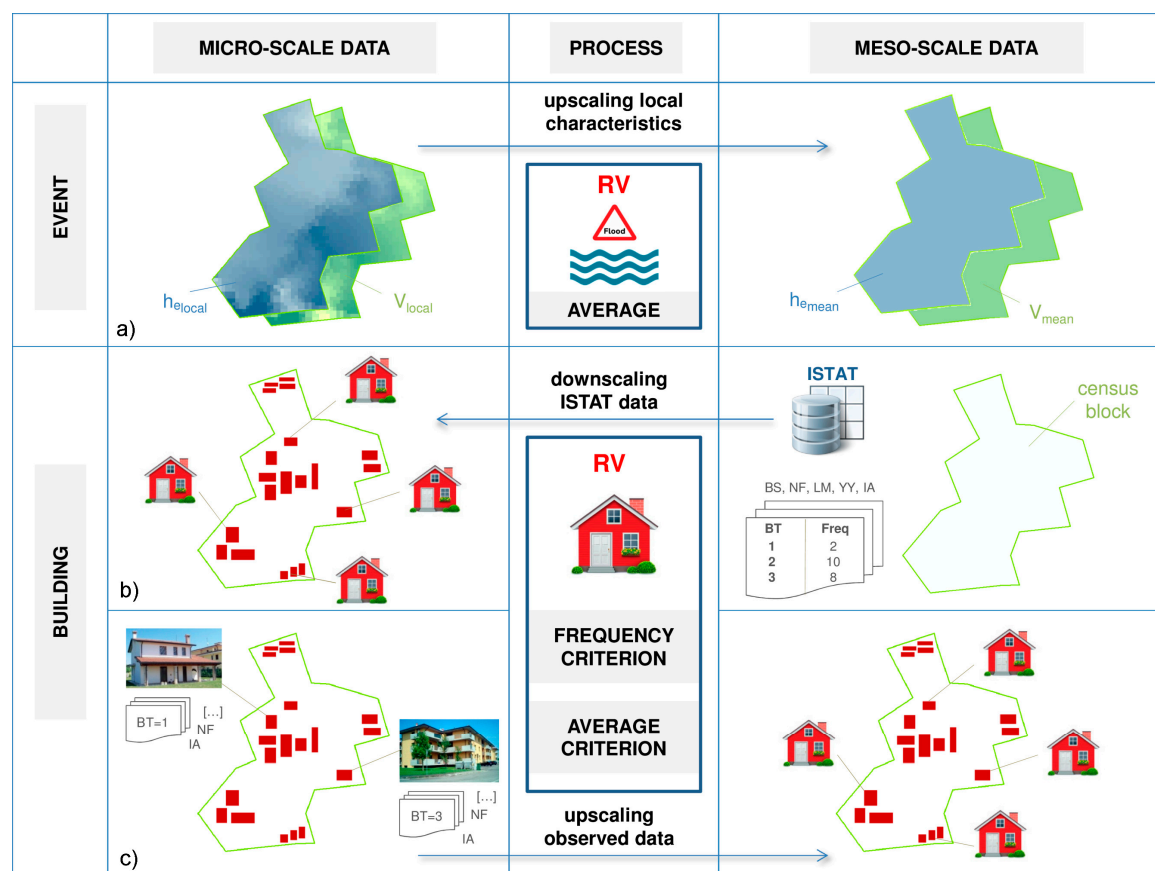 MICRO-SCALE DATA
PROCESS
MESO-SCALE DATA
EVENT
upscaling local
characteristics
RV
Flood
AVERAGE
helocal
Vlocal
hemean
Vmean
a)
BUILDING
downscaling
ISTAT data
ISTAT
census
block
RV
BS, NF, LM, YY, IA
BT Freq
1 2
2 10
3 8
b)
FREQUENCY
CRITERION
AVERAGE
CRITERION
BT=1
[...]
NF
IA
BT=3
[...]
NF
IA
upscaling
observed data
c)